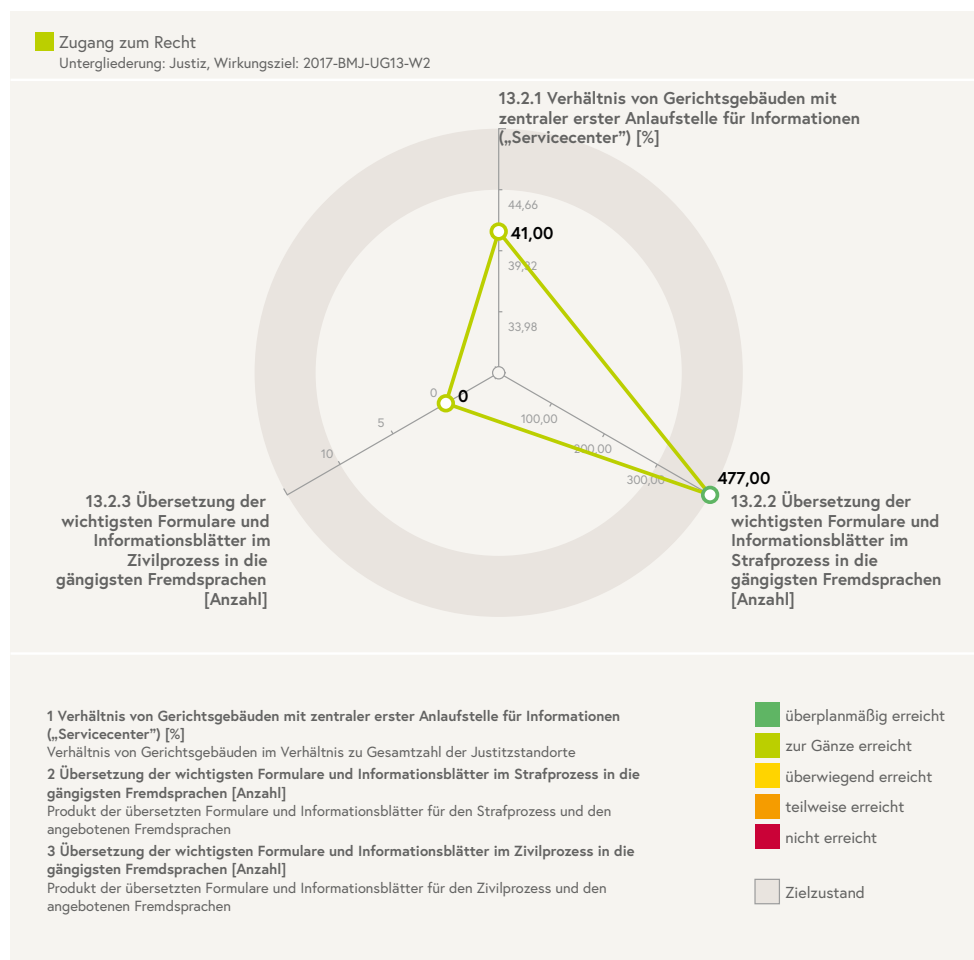 Zugang zum Recht
Untergliederung: Justiz, Wirkungsziel: 2017-BMJ-UG13-W2
13.2.1 Verhältnis von Gerichtsgebäuden mit
zentraler erster Anlaufstelle für Informationen
(„Servicecenter”) [%]
44,66
41,00
39,32
33,98
0
0
5
10
100,00
200,00
300,00
477,00
13.2.3 Übersetzung der
wichtigsten Formulare und
Informationsblätter im
Zivilprozess in die
gängigsten Fremdsprachen
[Anzahl]
13.2.2 Übersetzung der
wichtigsten Formulare und
Informationsblätter im
Strafprozess in die
gängigsten Fremdsprachen
[Anzahl]
1 Verhältnis von Gerichtsgebäuden mit zentraler erster Anlaufstelle für Informationen
(„Servicecenter”) [%]
Verhältnis von Gerichtsgebäuden im Verhältnis zu Gesamtzahl der Justitzstandorte
2 Übersetzung der wichtigsten Formulare und Informationsblätter im Strafprozess in die
gängigsten Fremdsprachen [Anzahl]
Produkt der übersetzten Formulare und Informationsblätter für den Strafprozess und den
angebotenen Fremdsprachen
3 Übersetzung der wichtigsten Formulare und Informationsblätter im Zivilprozess in die
gängigsten Fremdsprachen [Anzahl]
Produkt der übersetzten Formulare und Informationsblätter für den Zivilprozess und den
angebotenen Fremdsprachen
überplanmäßig erreicht
zur Gänze erreicht
überwiegend erreicht
teilweise erreicht
nicht erreicht
Zielzustand